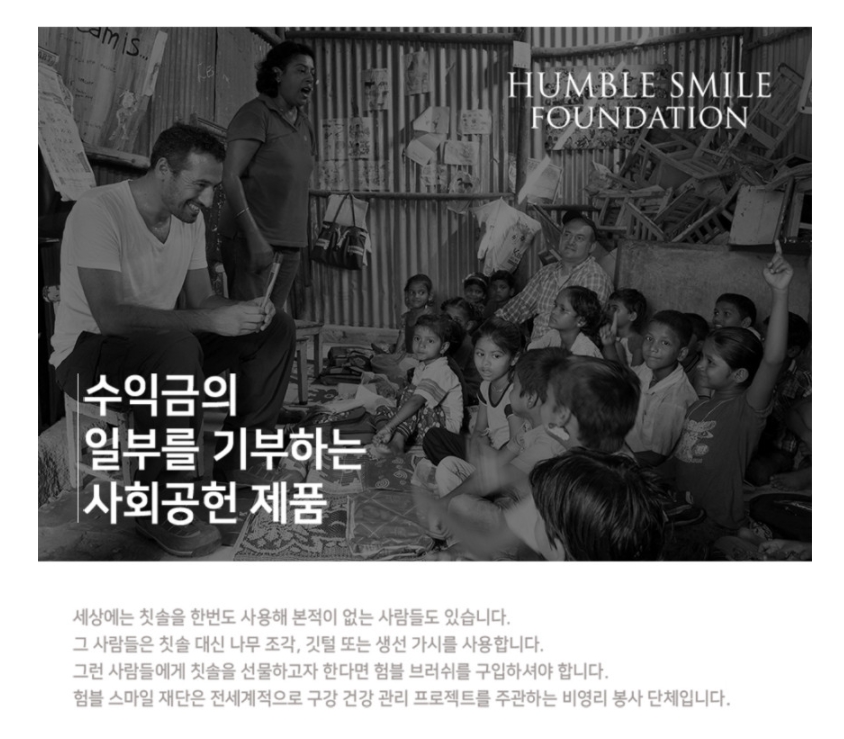 amis...
HUMBLE SMILE
FOUNDATION
수익금의
일부를 기부하는
사회공헌 제품
세상에는 칫솔을 한번도 사용해 본적이 없는 사람들도 있습니다.
그 사람들은 칫솔 대신 나무 조각, 깃털 또는 생선 가시를 사용합니다.
그런 사람들에게 칫솔을 선물하고자 한다면 험블 브러쉬를 구입하셔야 합니다.
험블 스마일 재단은 전세계적으로 구강 건강 관리 프로젝트를 주관하는 비영리 봉사 단체입니다.